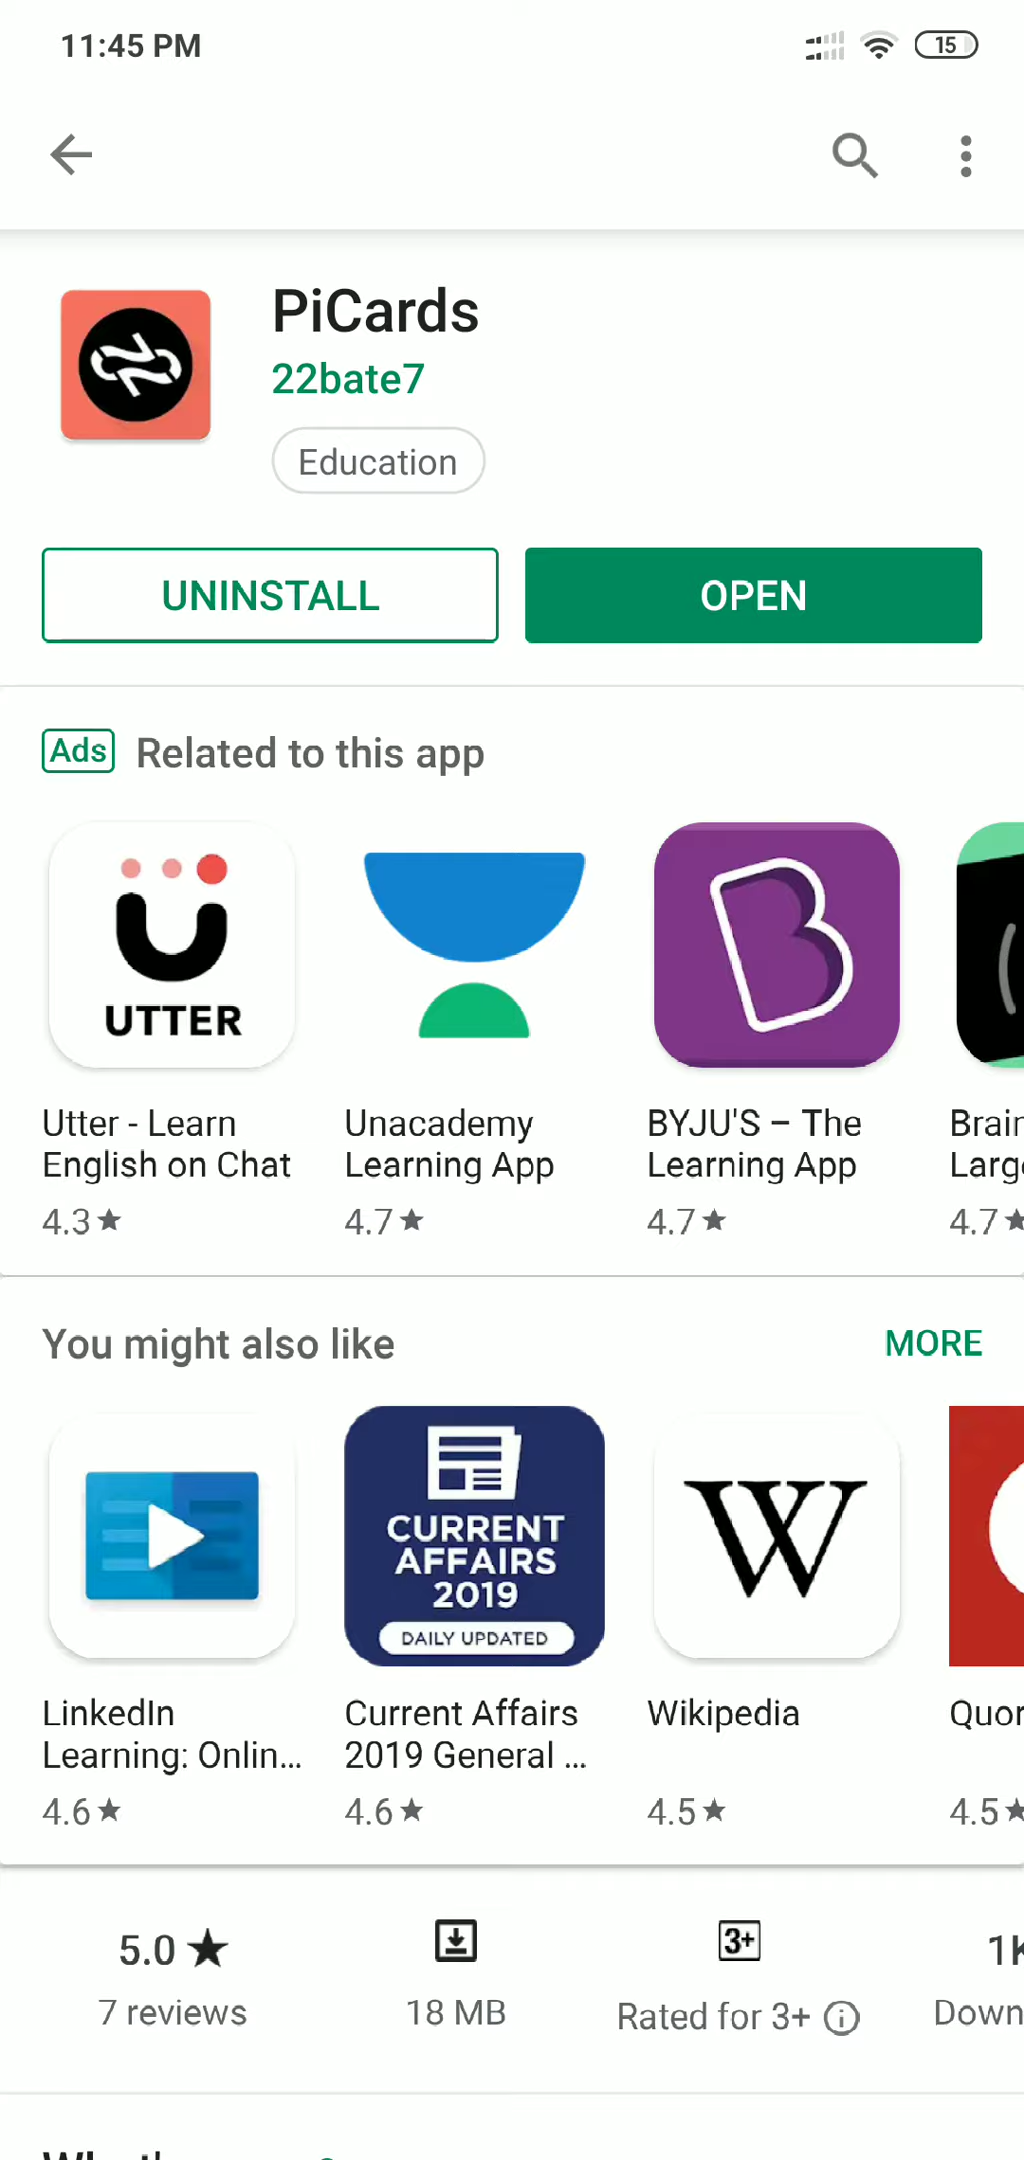 11:45 PM
15
PiCards
22bate7
Education
UNINSTALL
OPEN
Ads Related to this app
UTTER
B
Utter - Learn
English on Chat
4.3★
Unacademy
Learning App
4.7★
BYJU'S – The
Learning App
4.7★
4.7★
You might also like
MORE
CURRENT
AFFAIRS
2019
DAILY UPDATED
W
LinkedIn
Learning: Onlin...
4.6★
Current Affairs
2019 General ...
4.6★
Wikipedia
4.5★
4.5★
5.0★
7 reviews
18 MB
3+
Rated for 3+